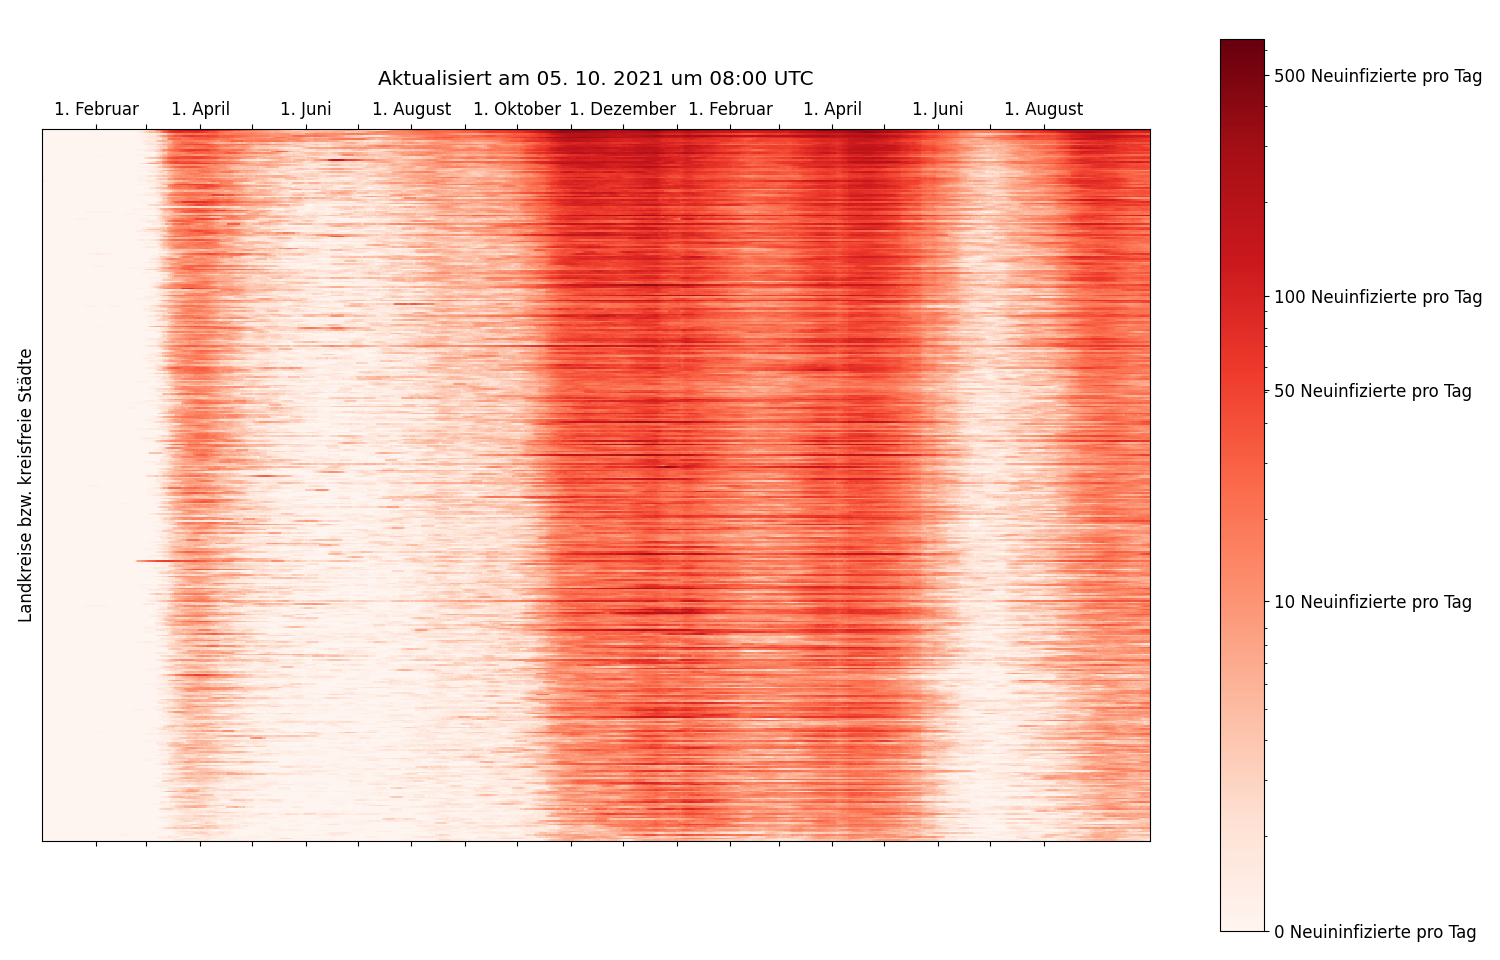 Aktualisiert am 05. 10. 2021 um 08:00 UTC
1. Februar 1. April 1. Juni 1. August 1. Oktober 1. Dezember 1. Februar 1. April 1. Juni 1. August
Landkreise bzw. kreisfreie Städte
500 Neuinfizierte pro Tag
100 Neuinfizierte pro Tag
50 Neuinfizierte pro Tag
10 Neuinfizierte pro Tag
0 Neuininfizierte pro Tag